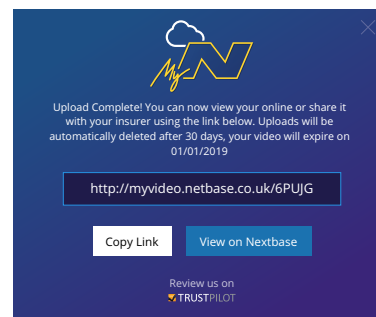 My N
Upload Complete! You can now view your online or share it
with your insurer using the link below. Uploads will be
automatically deleted after 30 days, your video will expire on
01/01/2019
http://myvideo.netbase.co.uk/6PUJG
Copy Link View on Nextbase
Review us on
TRUSTPILOT